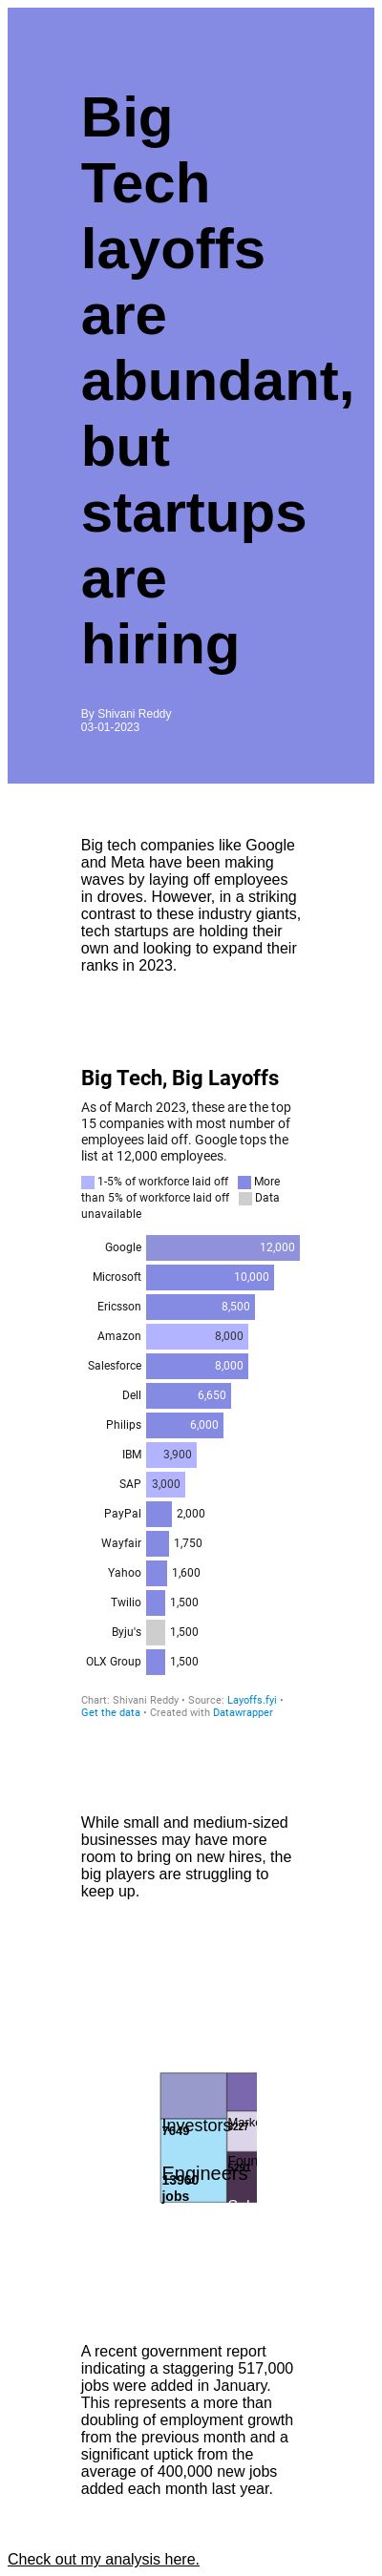 Big
Tech
layoffs
are
abundant,
but
startups
are
hiring
By Shivani Reddy
03-01-2023
Big tech companies like Google
and Meta have been making
waves by laying off employees
in droves. However, in a striking
contrast to these industry giants,
tech startups are holding their
own and looking to expand their
ranks in 2023.
Big Tech, Big Layoffs
As of March 2023, these are the top
15 companies with most number of
employees laid off. Google tops the
list at 12,000 employees.
1-5% of workforce laid off More
than 5% of workforce laid off Data
unavailable
Google 12,000
Microsoft 10,000
Ericsson 8,500
Amazon 8,000
Salesforce 8,000
Dell 6,650
Philips 6,000
IBM 3,900
SAP 3,000
PayPal 2,000
Wayfair 1,750
Yahoo 1,600
Twilio 1,500
Byju's 1,500
OLX Group 1,500
Chart: Shivani Reddy • Source: Layoffs.fyi •
Get the data • Created with Datawrapper
While small and medium-sized
businesses may have more
room to bring on new hires, the
big players are struggling to
keep up.
Investors
7649
Engineers
13960
jobs
A recent government report
indicating a staggering 517,000
jobs were added in January.
This represents a more than
doubling of employment growth
from the previous month and a
significant uptick from the
average of 400,000 new jobs
added each month last year.
Check out my analysis here.